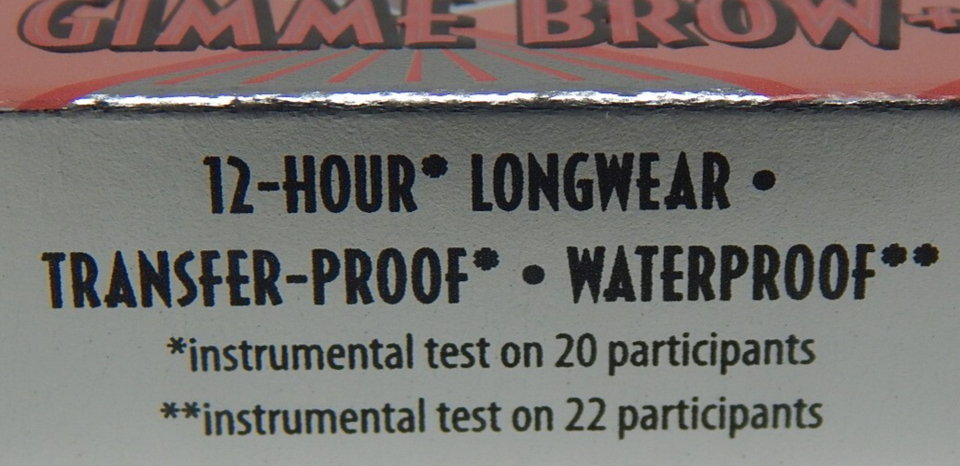 GIMME BROW+
12-HOUR* LONGWEAR •
TRANSFER-PROOF* • WATERPROOF**
*instrumental test on 20 participants
**instrumental test on 22 participants